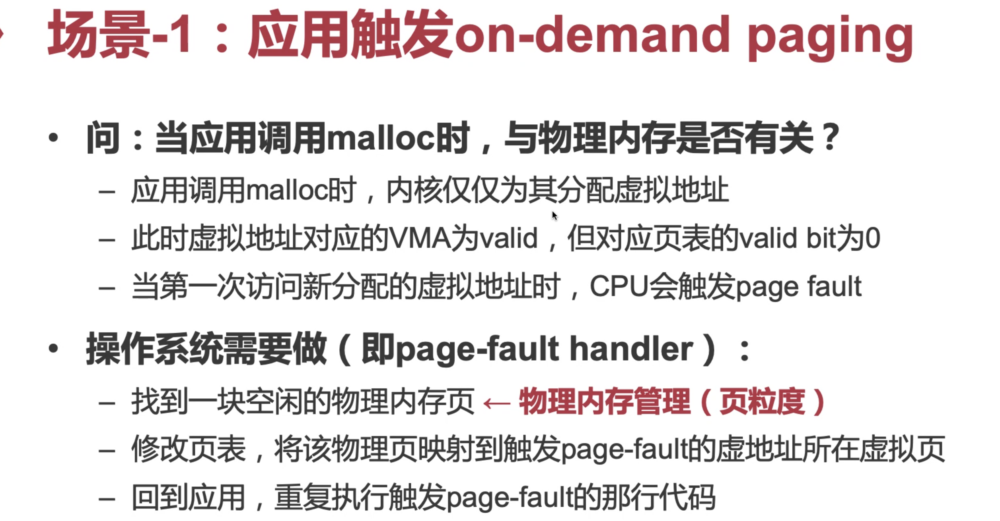 场景-1：应用触发on-demand paging
• 问：当应用调用malloc时，与物理内存是否有关？
– 应用调用malloc时，内核仅仅为其分配虚拟地址
– 此时虚拟地址对应的VMA为valid，但对应页表的valid bit为0
– 当第一次访问新分配的虚拟地址时，CPU会触发page fault
• 操作系统需要做（即page-fault handler）：
– 找到一块空闲的物理内存页 ← 物理内存管理（页粒度）
– 修改页表，将该物理页映射到触发page-fault的虚地址所在虚拟页
– 回到应用，重复执行触发page-fault的那行代码